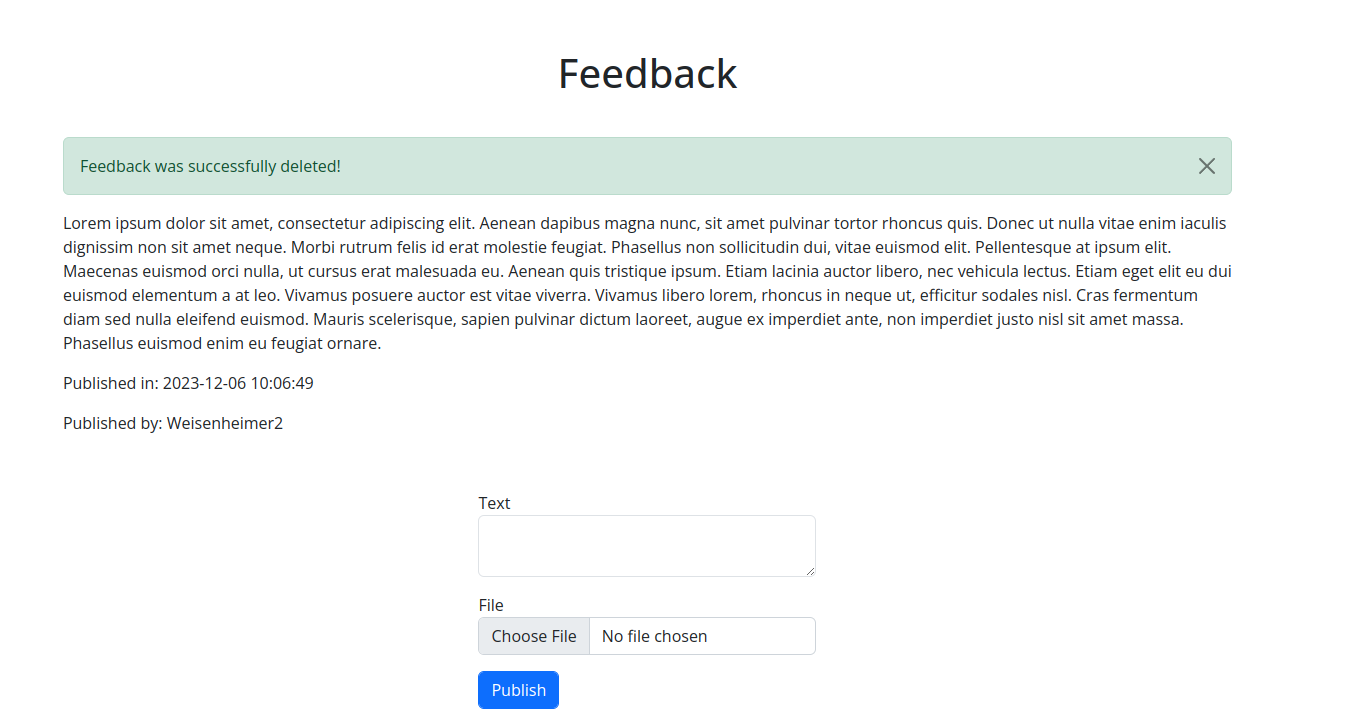 Feedback
Feedback was successfully deleted!
Lorem ipsum dolor sit amet, consectetur adipiscing elit. Aenean dapibus magna nunc, sit amet pulvinar tortor rhoncus quis. Donec ut nulla vitae enim iaculis
dignissim non sit amet neque. Morbi rutrum felis id erat molestie feugiat. Phasellus non sollicitudin dui, vitae euismod elit. Pellentesque at ipsum elit.
Maecenas euismod orci nulla, ut cursus erat malesuada eu. Aenean quis tristique ipsum. Etiam lacinia auctor libero, nec vehicula lectus. Etiam eget elit eu dui
euismod elementum a at leo. Vivamus posuere auctor est vitae viverra. Vivamus libero lorem, rhoncus in neque ut, efficitur sodales nisl. Cras fermentum
diam sed nulla eleifend euismod. Mauris scelerisque, sapien pulvinar dictum laoreet, augue ex imperdiet ante, non imperdiet justo nisl sit amet massa.
Phasellus euismod enim eu feugiat ornare.
Published in: 2023-12-06 10:06:49
Published by: Weisenheimer2
Text
File
Choose File No file chosen
Publish